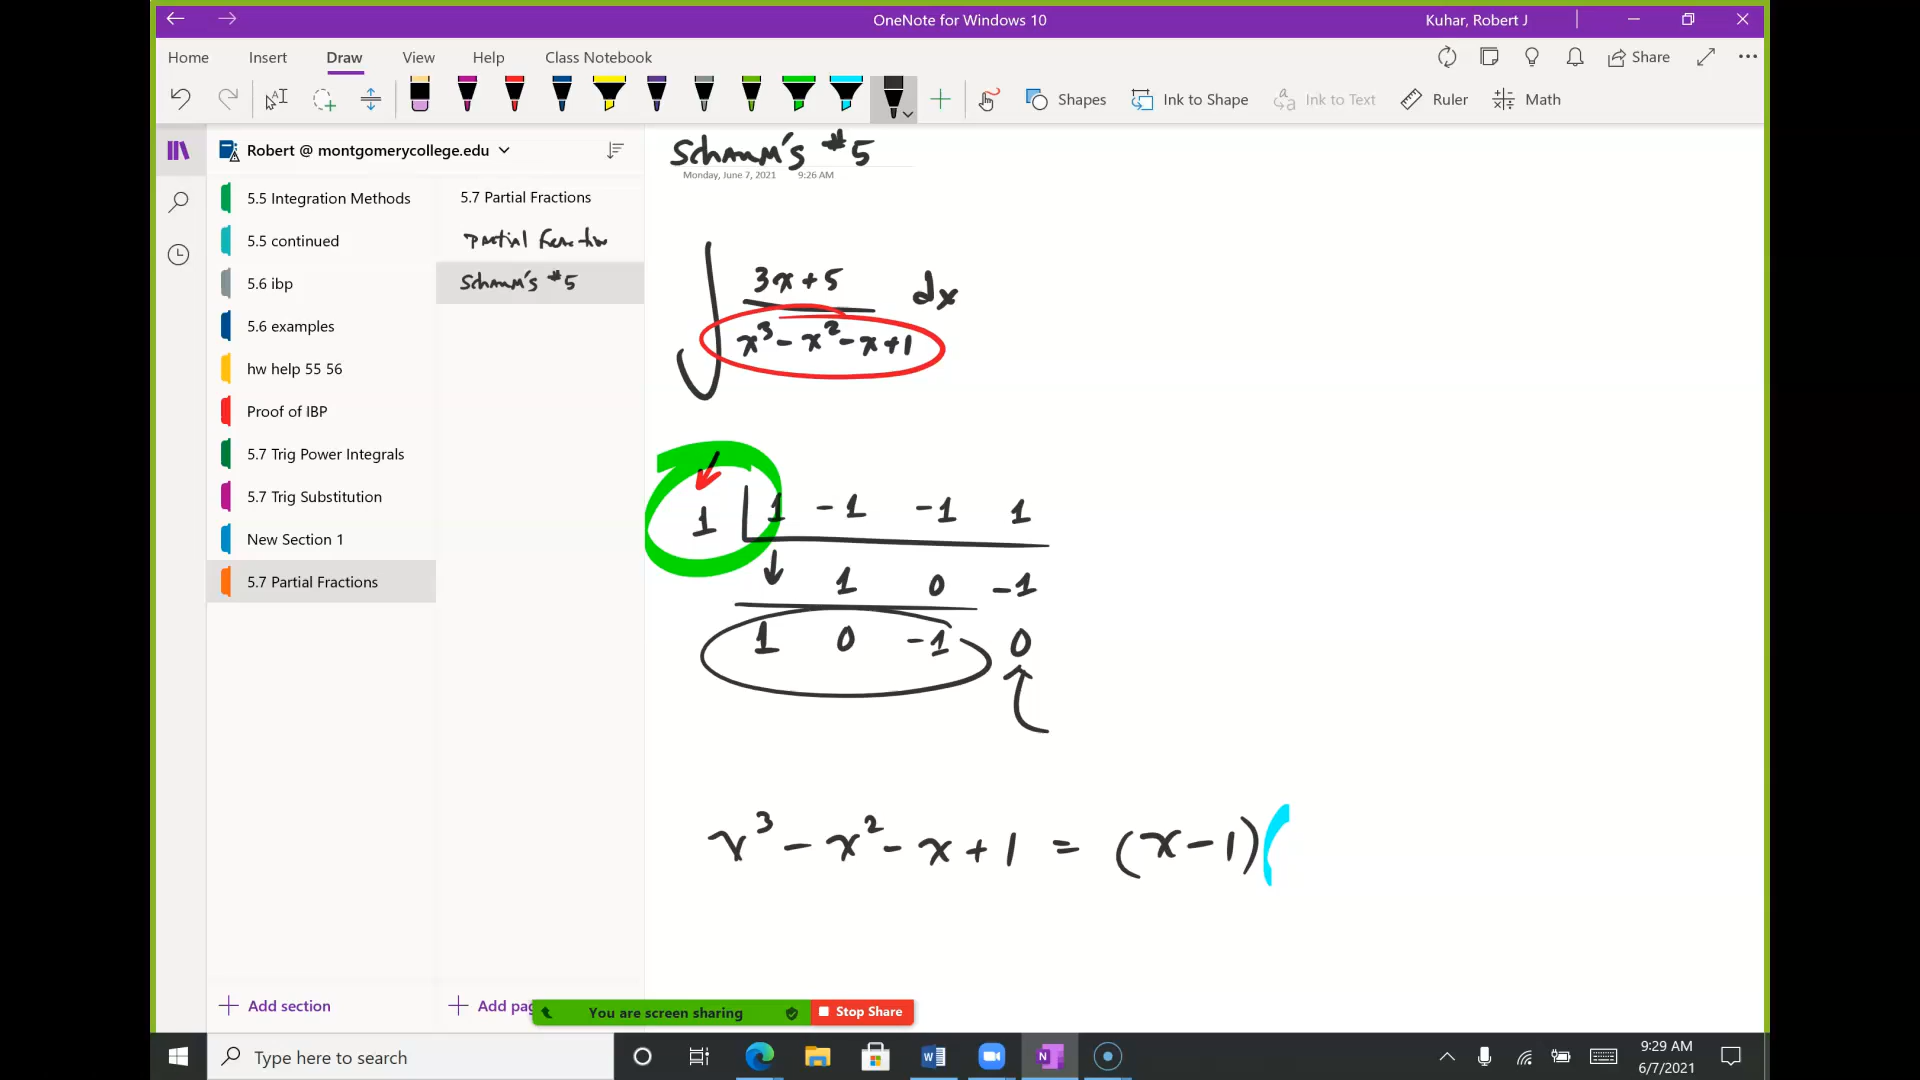 OneNote for Windows 10
Kuhar, Robert J
Home Insert Draw View Help Class Notebook
Share
Shapes Ink to Shape Ink to Text Ruler Math
Robert @ montgomerycollege.edu
5.5 Integration Methods
5.5 continued
5.6 ibp
5.6 examples
hw help 55 56
Proof of IBP
5.7 Trig Power Integrals
5.7 Trig Substitution
New Section 1
5.7 Partial Fractions
Add section
5.7 Partial Fractions
Partial Fraction
Schaum's #5
Add pag
Schaum's #5
Monday, June 7, 2021 9:26 AM
∫ 3x+5 dx
x³-x²-x+1
1 1 -1 -1 1
1 0 -1
1 0 -1 0
x³-x²-x+1 = (x-1)(
You are screen sharing Stop Share
Type here to search
9:29 AM
6/7/2021